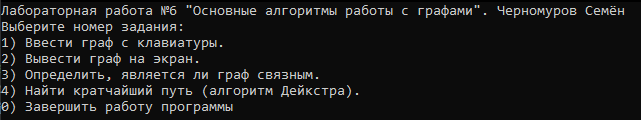 Лабораторная работа №6 "Основные алгоритмы работы с графами". Черномуров Семён
Выберите номер задания:
1) Ввести граф с клавиатуры.
2) Вывести граф на экран.
3) Определить, является ли граф связным.
4) Найти кратчайший путь (алгоритм Дейкстра).
0) Завершить работу программы